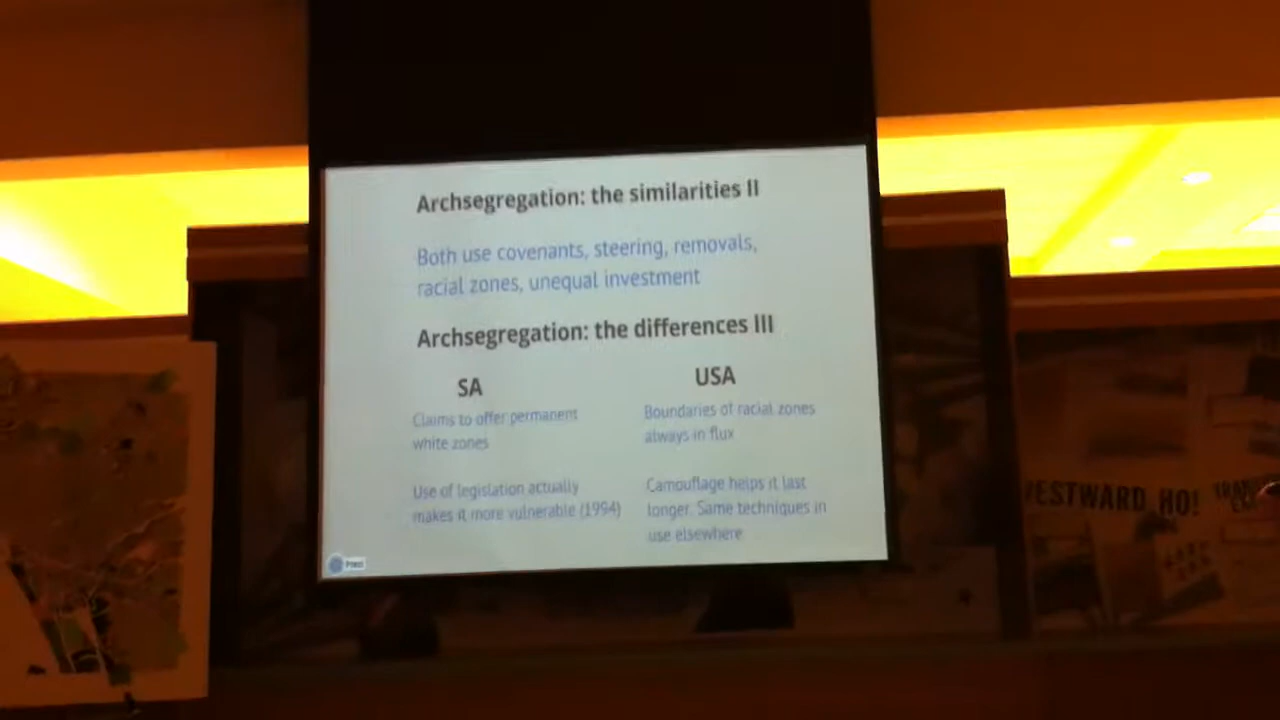 Archsegregation: the similarities II
Both use covenants, steering, removals,
racial zones, unequal investment
Archsegregation: the differences III
SA
USA
Claims to offer permanent
white zones
Boundaries of racial zones
always in flux
Use of legislation actually
makes it more vulnerable (1994)
Camouflage helps it last
longer. Same techniques in
use elsewhere
Prezi
WESTWARD HO!